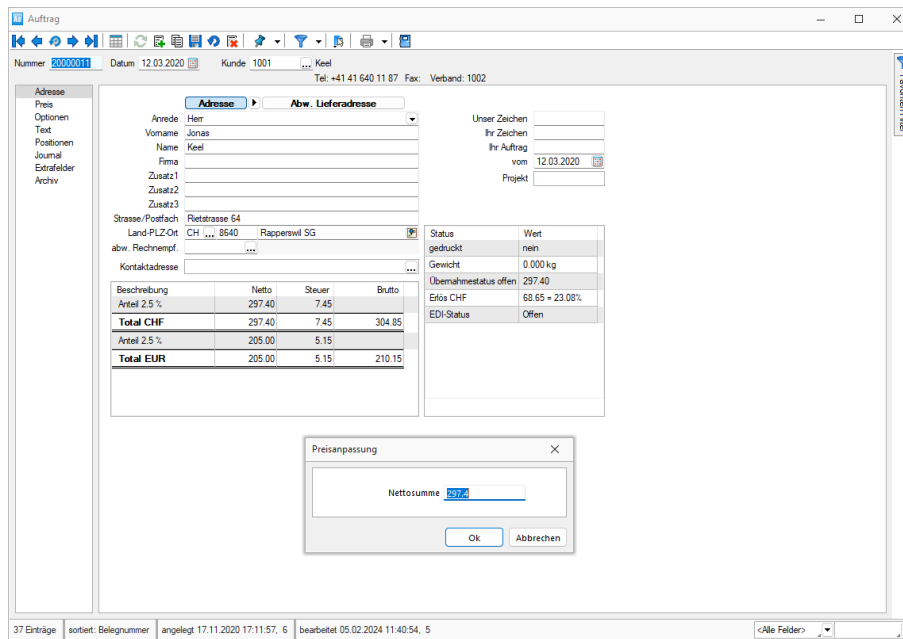 Auftrag
Nummer 20000011 Datum 12.03.2020 Kunde 1001 ... Keel
Tel: +41 41 640 11 87 Fax: Verband: 1002
Adresse
Preis
Optionen
Text
Positionen
Journal
Extrafelder
Archiv
Adresse Abw. Lieferadresse
Anrede Herr
Vorname Jonas
Name Keel
Firma
Zusatz1
Zusatz2
Zusatz3
Strasse/Postfach Rietstrasse 64
Land-PLZ-Ort CH ... 8640 Rapperswil SG
abw. Rechnempf. ...
Kontaktadresse ...
Unser Zeichen
Ihr Zeichen
Ihr Auftrag
vom 12.03.2020
Projekt
Beschreibung Netto Steuer Brutto
Anteil 2.5 % 297.40 7.45
Total CHF 297.40 7.45 304.85
Anteil 2.5 % 205.00 5.15
Total EUR 205.00 5.15 210.15
Status Wert
gedruckt nein
Gewicht 0.000 kg
Übernahmestatus offen 297.40
Erlös CHF 68.65 = 23.08%
EDI-Status Offen
Preisanpassung
Nettosumme 297.4
Ok Abbrechen
37 Einträge sortiert: Belegnummer angelegt 17.11.2020 17:11:57, 6 bearbeitet 05.02.2024 11:40:54, 5 <Alle Felder>